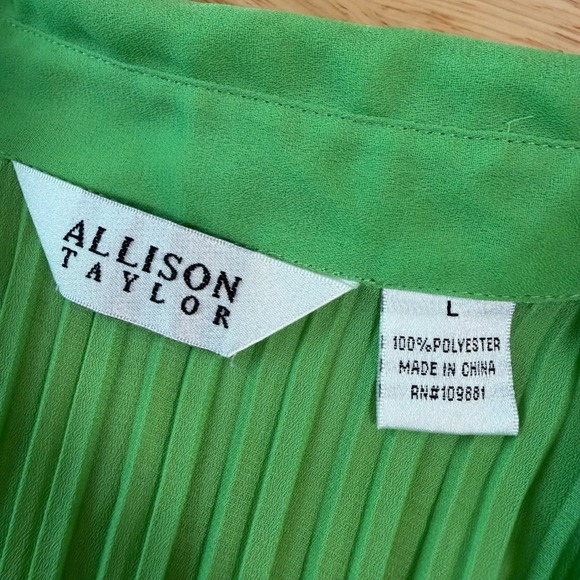 ALLISON
TAYLOR
L
100%POLYESTER
MADE IN CHINA
RN#109881